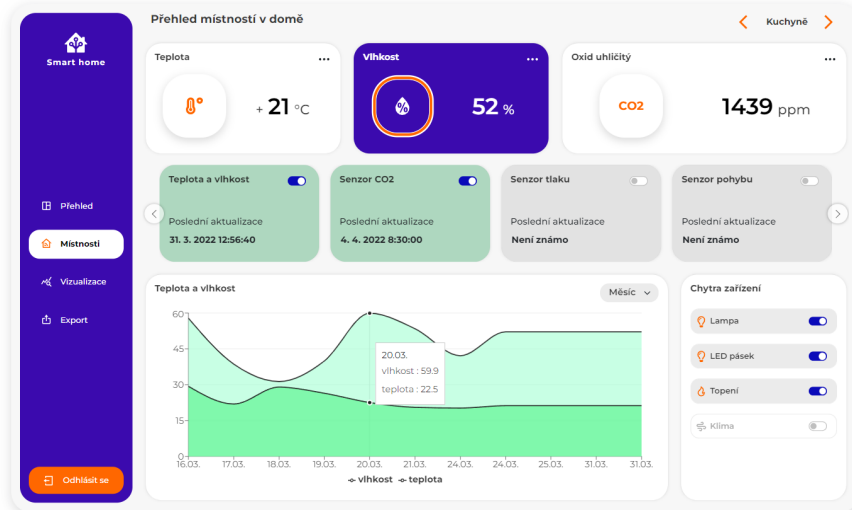 Přehled místností v domě
Kuchyně
Smart home
Přehled
Místnosti
Vizualizace
Export
Odhlásit se
Teplota
+ 21 °C
Vlhkost
%
52 %
Oxid uhličitý
CO2
1439 ppm
Teplota a vlhkost
Poslední aktualizace
31. 3. 2022 12:56:40
Senzor CO2
Poslední aktualizace
4. 4. 2022 8:30:00
Senzor tlaku
Poslední aktualizace
Není známo
Senzor pohybu
Poslední aktualizace
Není známo
Teplota a vlhkost
Měsíc
60
45
30
15
0
20.03.
vlhkost : 59.9
teplota : 22.5
16.03. 17.03. 18.03. 19.03. 20.03. 21.03. 24.03. 24.03. 25.03. 31.03. 31.03.
vlhkost teplota
Chytra zařízení
Lampa
LED pásek
Topení
Klima